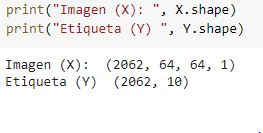 print("Imagen (X): ", X.shape)
print("Etiqueta (Y) ", Y.shape)
Imagen (X):  (2062, 64, 64, 1)
Etiqueta (Y)  (2062, 10)